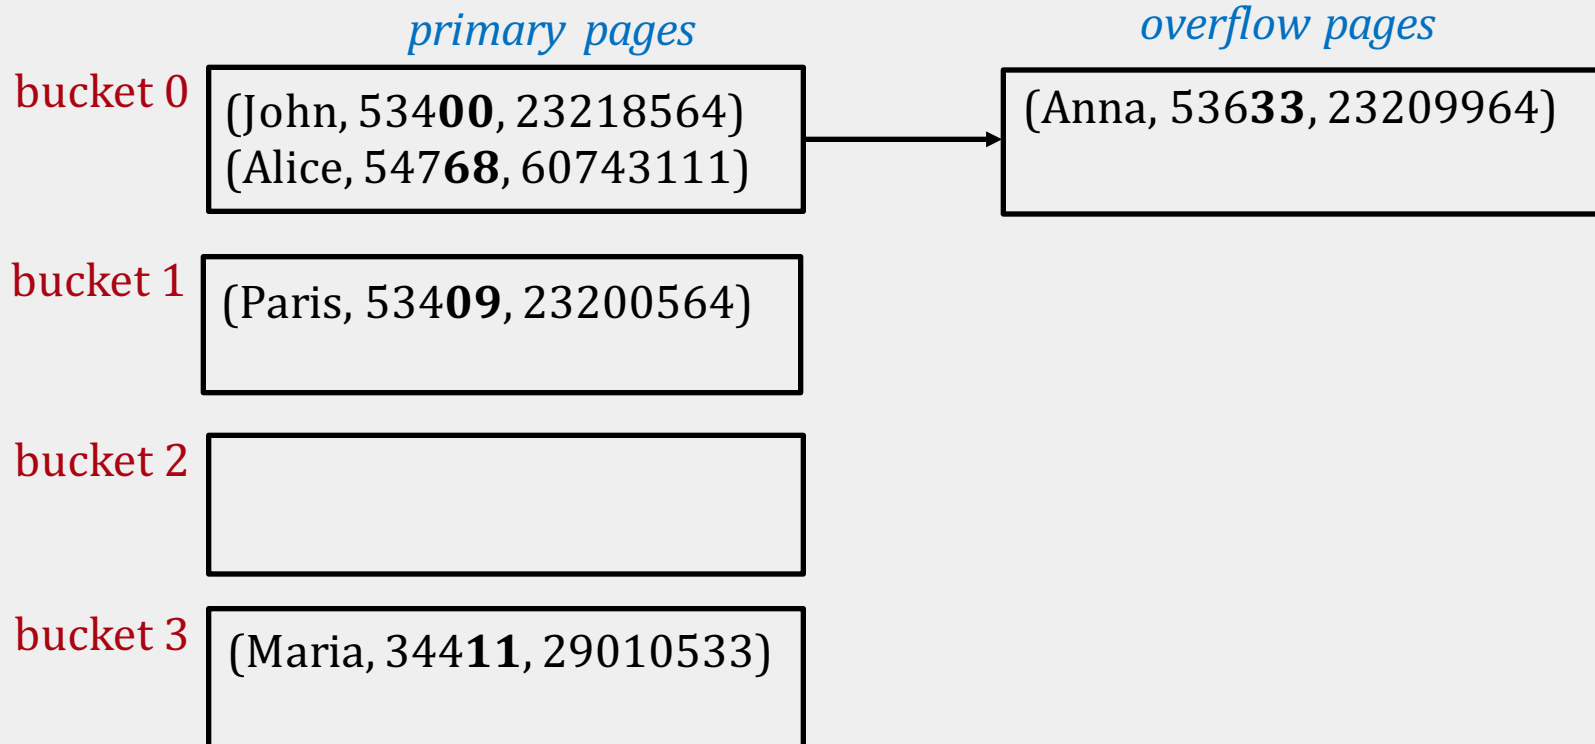 primary pages
overflow pages
bucket 0
(John, 53400, 23218564)
(Alice, 54768, 60743111)
(Anna, 53633, 23209964)
bucket 1
(Paris, 53409, 23200564)
bucket 2
bucket 3
(Maria, 34411, 29010533)